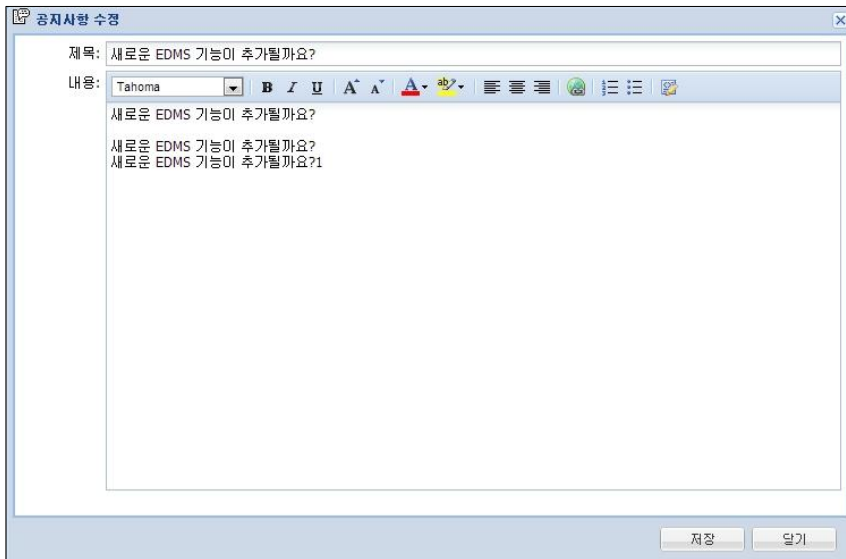 공지사항 수정
제목: 새로운 EDMS 기능이 추가될까요?
내용: Tahoma B I U A A A ab
새로운 EDMS 기능이 추가될까요?
새로운 EDMS 기능이 추가될까요?
새로운 EDMS 기능이 추가될까요?1
저장 닫기